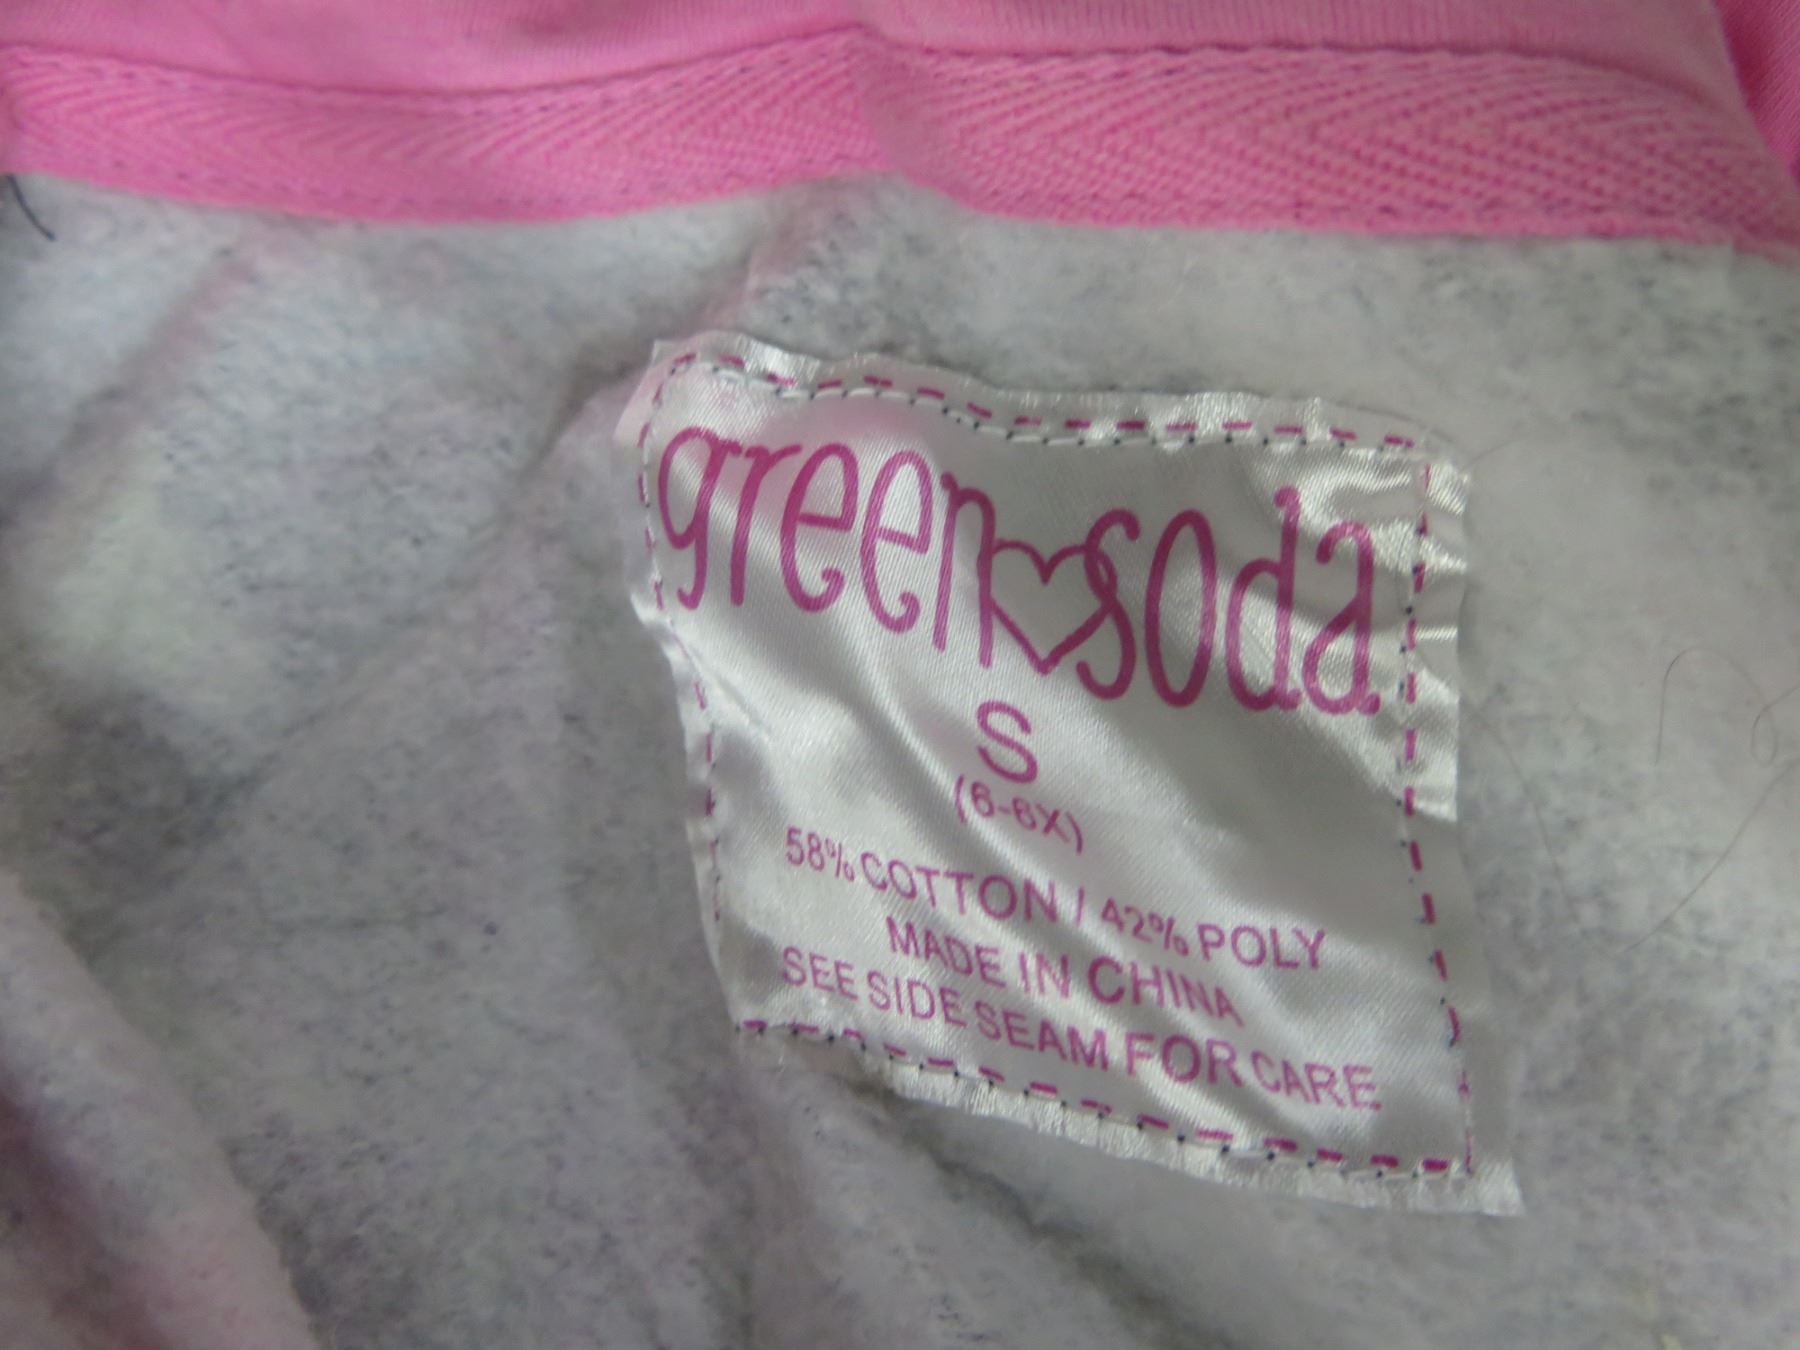 green soda
S
(6-6X)
58% COTTON / 42% POLY
MADE IN CHINA
SEE SIDE SEAM FOR CARE